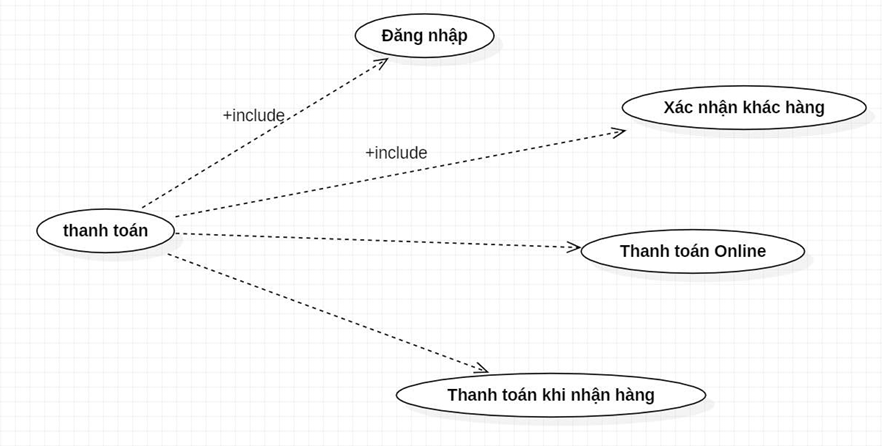 Đăng nhập
Xác nhận khác hàng
+include
+include
thanh toán
Thanh toán Online
Thanh toán khi nhận hàng